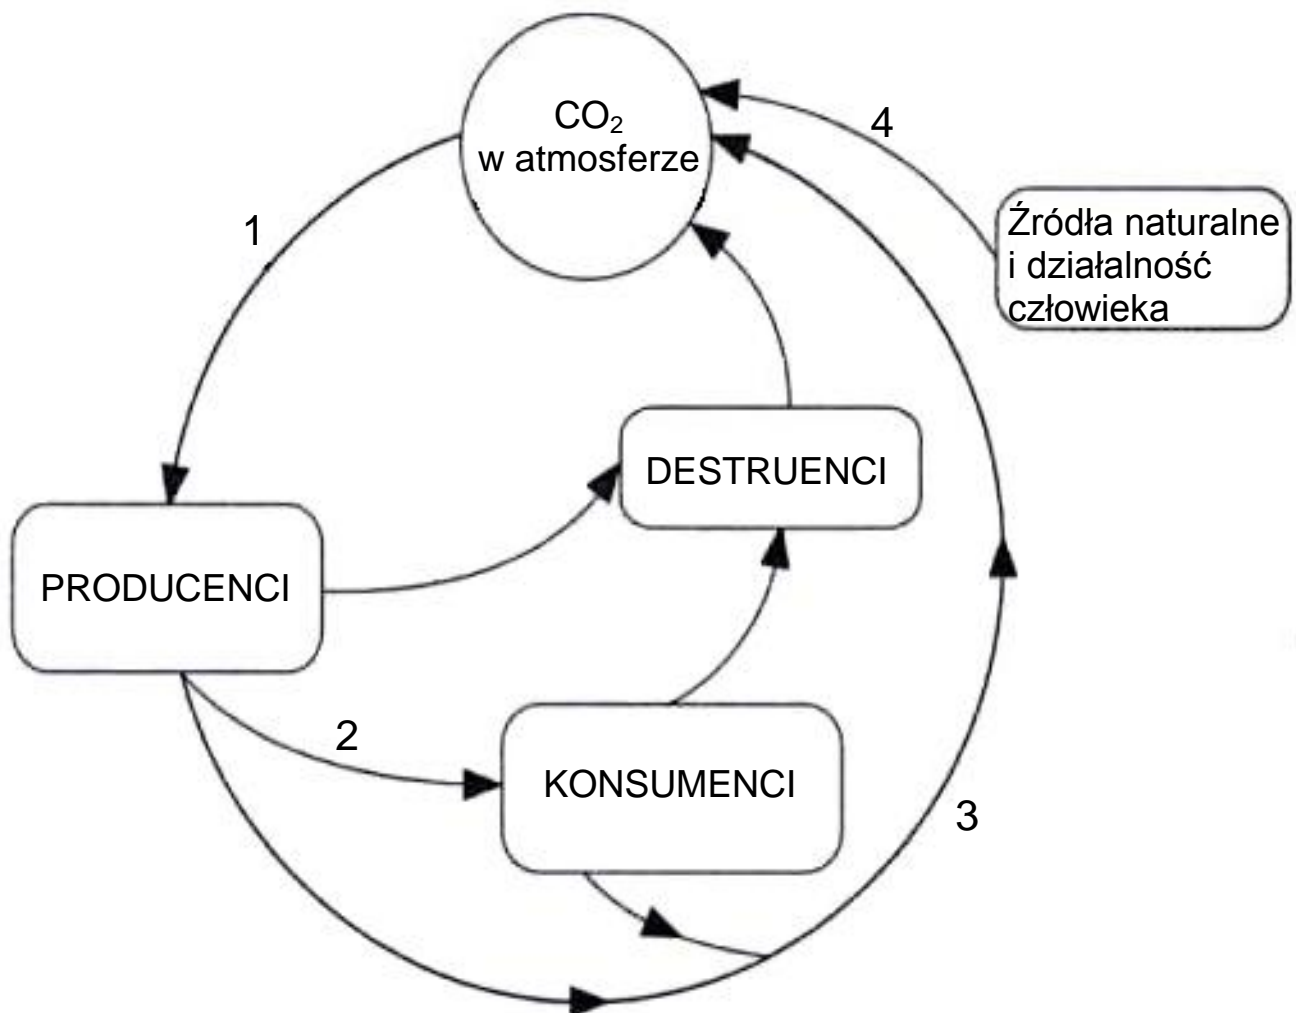 CO₂
w atmosferze
4
Źródła naturalne
i działalność
człowieka
1
DESTRUENCI
PRODUCENCI
2
KONSUMENCI
3